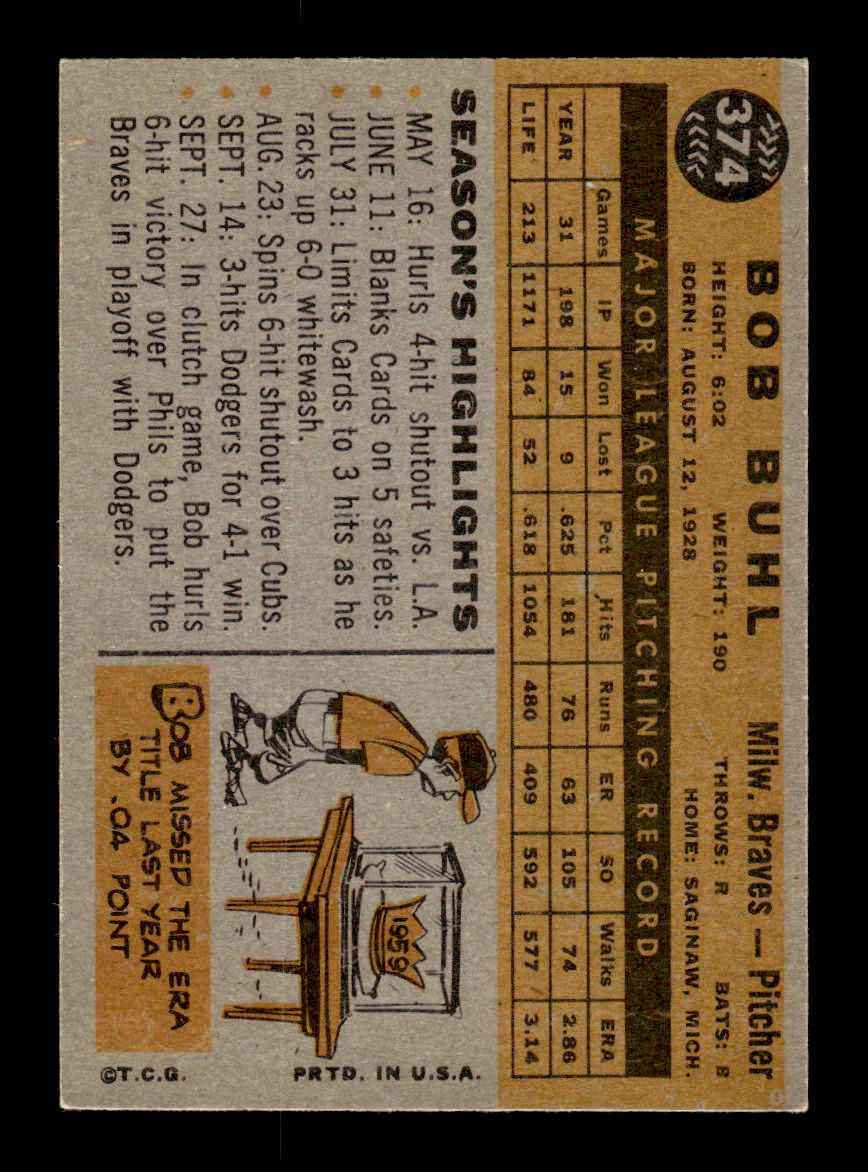 374
BOB BUHL
Milw. Braves — Pitcher
HEIGHT: 6:02 WEIGHT: 190 THROWS: R BATS:
BORN: AUGUST 12, 1928 HOME: SAGINAW, MICH.
MAJOR LEAGUE PITCHING RECORD
Games IP Won Lost Pct Hits Runs ER SO Walks ERA
YEAR 31 198 15 9 .625 181 76 63 105 74 2.86
LIFE 213 1171 84 52 .618 1054 480 409 592 577 3.14
SEASON'S HIGHLIGHTS
• MAY 16: Hurls 4-hit shutout vs. L.A.
• JUNE 11: Blanks Cards on 5 safeties.
• JULY 31: Limits Cards to 3 hits as he
racks up 6-0 whitewash.
• AUG. 23: Spins 6-hit shutout over Cubs.
• SEPT. 14: 3-hits Dodgers for 4-1 win.
• SEPT. 27: In clutch game, Bob hurls
6-hit victory over Phils to put the
Braves in playoff with Dodgers.
1959
BOB MISSED THE ERA
TITLE LAST YEAR
BY .04 POINT
©T.C.G. PRTD. IN U.S.A.